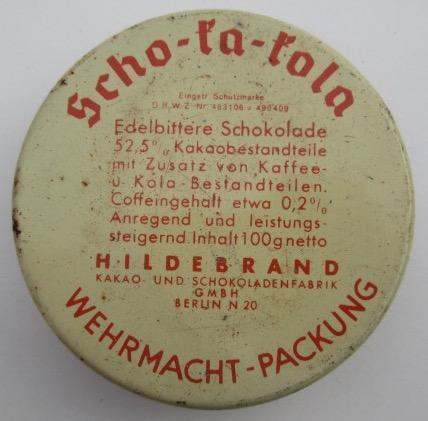 Scho-ka-kola
Eingetr. Schutzmarke
D.R.W.Z. Nr. 483106 u. 496409
Edelbittere Schokolade
52,5% Kakaobestandteile
mit Zusatz von Kaffee-
u. Kola-Bestandteilen.
Coffeingehalt etwa 0,2%
Anregend und leistungs-
steigernd. Inhalt 100g netto
HILDEBRAND
KAKAO- UND SCHOKOLADENFABRIK
GMBH
BERLIN N 20
WEHRMACHT-PACKUNG